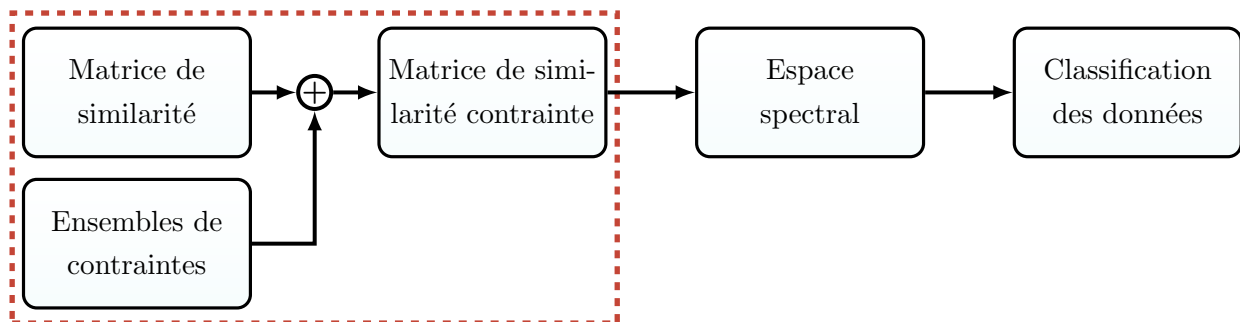 Matrice de
similarité
Matrice de simi-
larité contrainte
Espace
spectral
Classification
des données
Ensembles de
contraintes